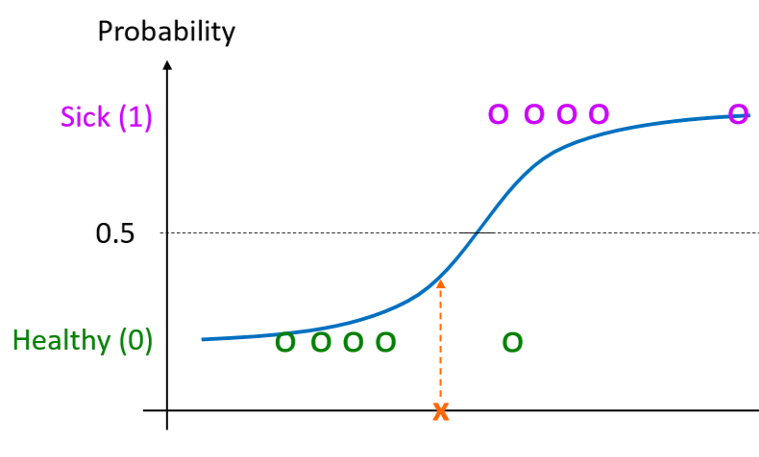 Probability
Sick (1)
0.5
Healthy (0)
x